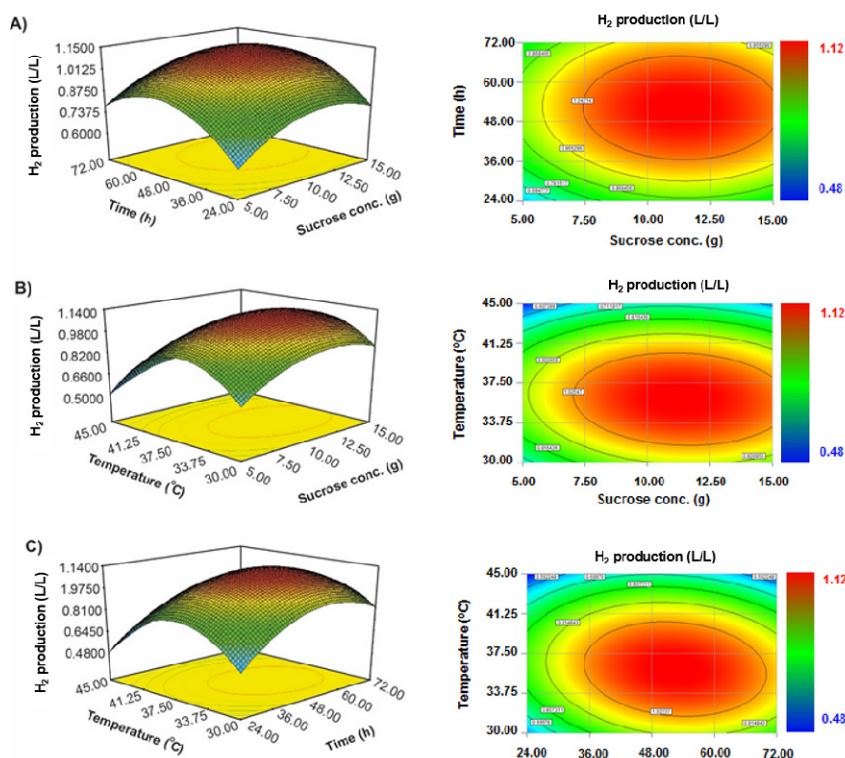 A)
H2 production (L/L)
1.1500
1.0125
0.8750
0.7375
0.6000
72.00
60.00
48.00
36.00
24.00
Time (h)
15.00
12.50
10.00
7.50
5.00
Sucrose conc. (g)
H2 production (L/L)
72.00
60.00
48.00
36.00
24.00
Time (h)
5.00 7.50 10.00 12.50 15.00
Sucrose conc. (g)
1.12
0.48
B)
H2 production (L/L)
1.1400
0.9800
0.8200
0.6600
0.5000
45.00
41.25
37.50
33.75
30.00
Temperature (°C)
15.00
12.50
10.00
7.50
5.00
Sucrose conc. (g)
H2 production (L/L)
45.00
41.25
37.50
33.75
30.00
Temperature (°C)
5.00 7.50 10.00 12.50 15.00
Sucrose conc. (g)
1.12
0.48
C)
H2 production (L/L)
1.1400
1.9750
0.8100
0.6450
0.4800
45.00
41.25
37.50
33.75
30.00
Temperature (°C)
72.00
60.00
48.00
36.00
24.00
Time (h)
H2 production (L/L)
45.00
41.25
37.50
33.75
30.00
Temperature (°C)
24.00 36.00 48.00 60.00 72.00
1.12
0.48